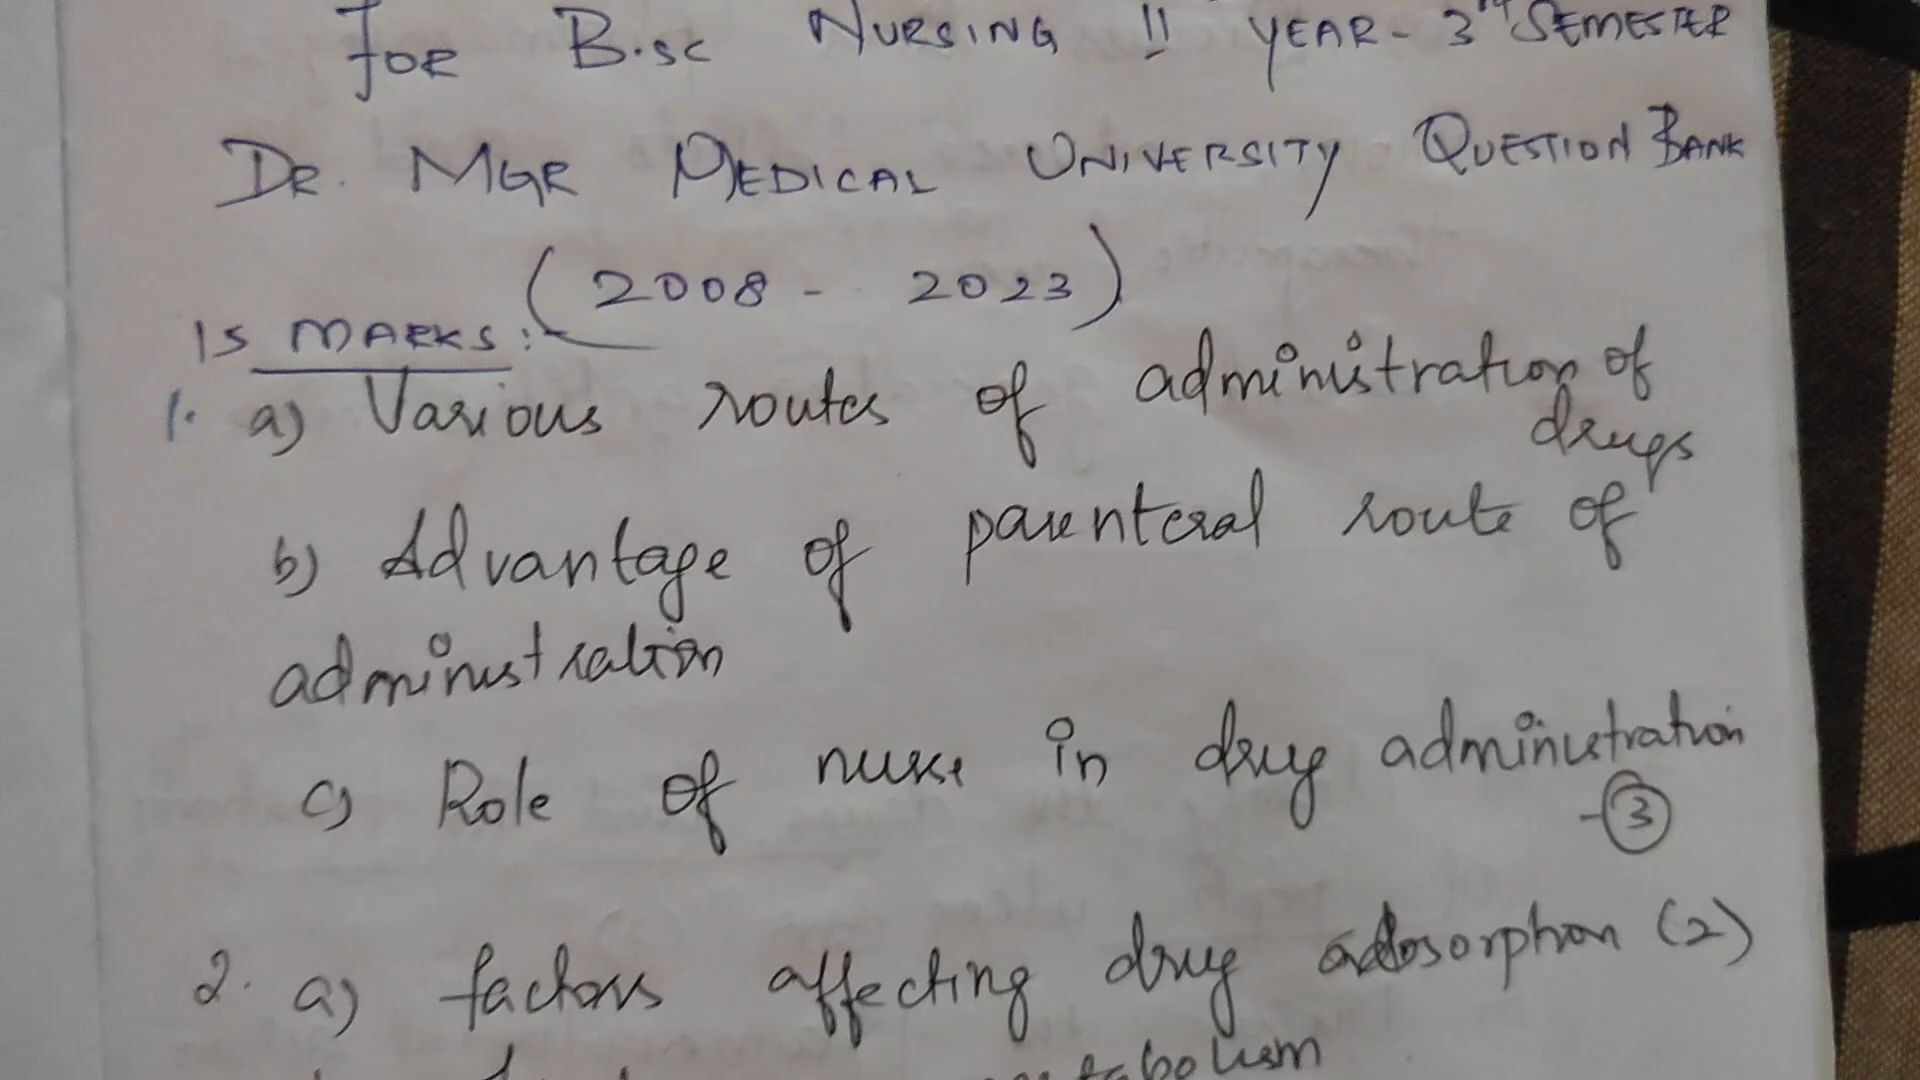 FOR B.sc NURSING II YEAR - 3rd SEMESTER
DR. MGR MEDICAL UNIVERSITY QUESTION BANK
(2008 - 2023)
15 MARKS:-
1. a) Various routes of administration of
drugs
b) Advantage of parenteral route of
administration
c) Role of nurse in drug administration
-③
2. a) factors affecting drug adsorption (2)